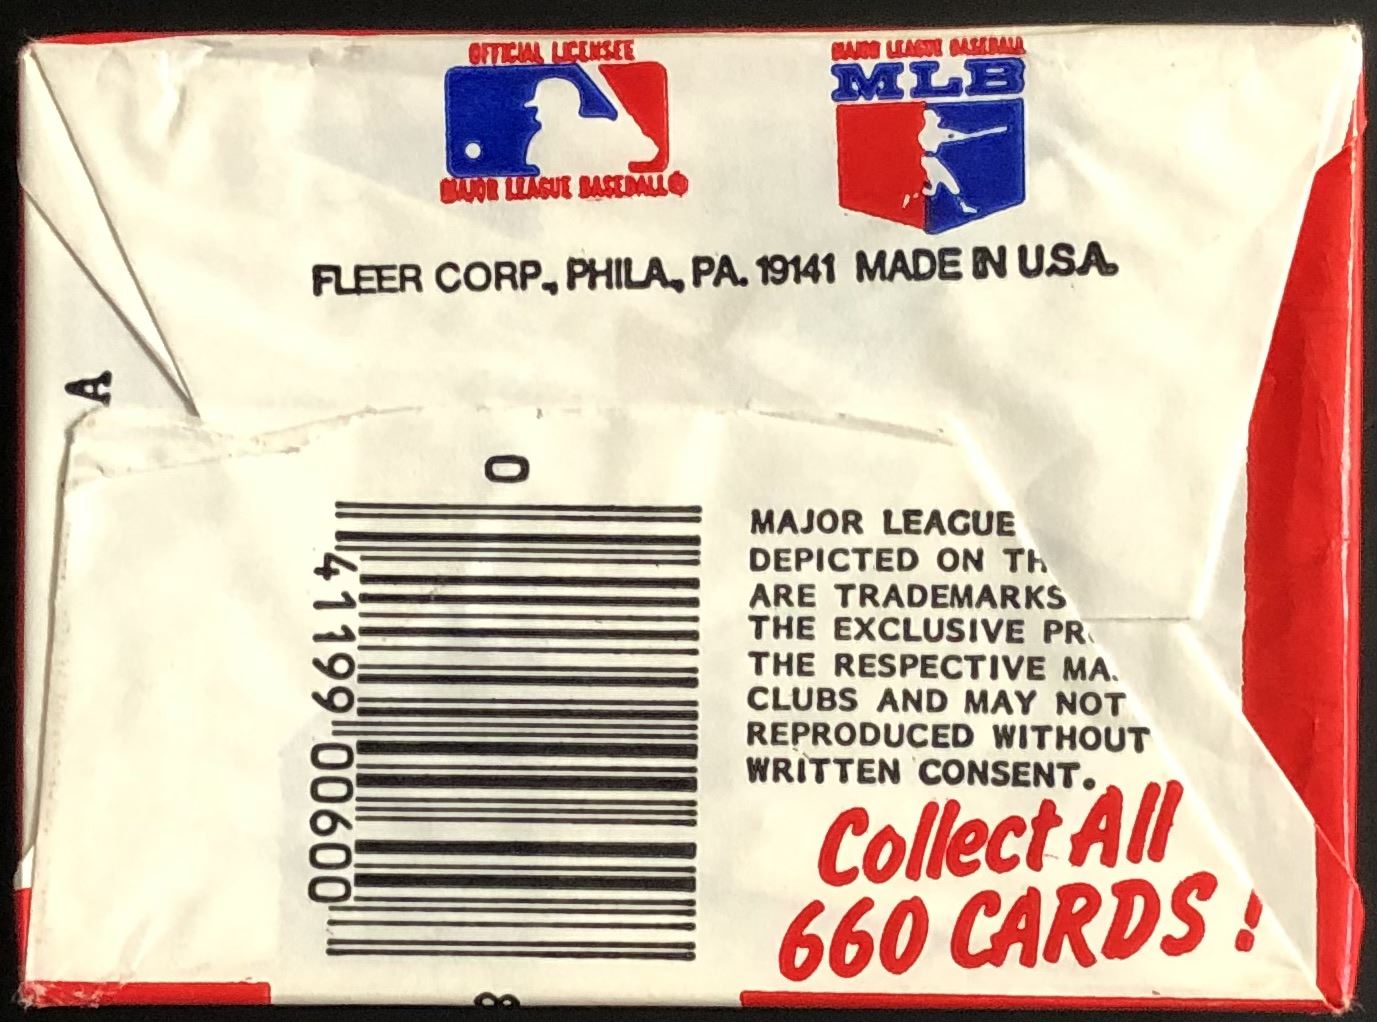 OFFICIAL LICENSEE
MAJOR LEAGUE BASEBALL
MAJOR LEAGUE BASEBALL
MLB
FLEER CORP., PHILA., PA. 19141 MADE IN U.S.A.
A
0
41199 00600
8
MAJOR LEAGUE
DEPICTED ON TH
ARE TRADEMARKS
THE EXCLUSIVE PR
THE RESPECTIVE MA
CLUBS AND MAY NOT
REPRODUCED WITHOUT
WRITTEN CONSENT.
Collect All
660 CARDS!